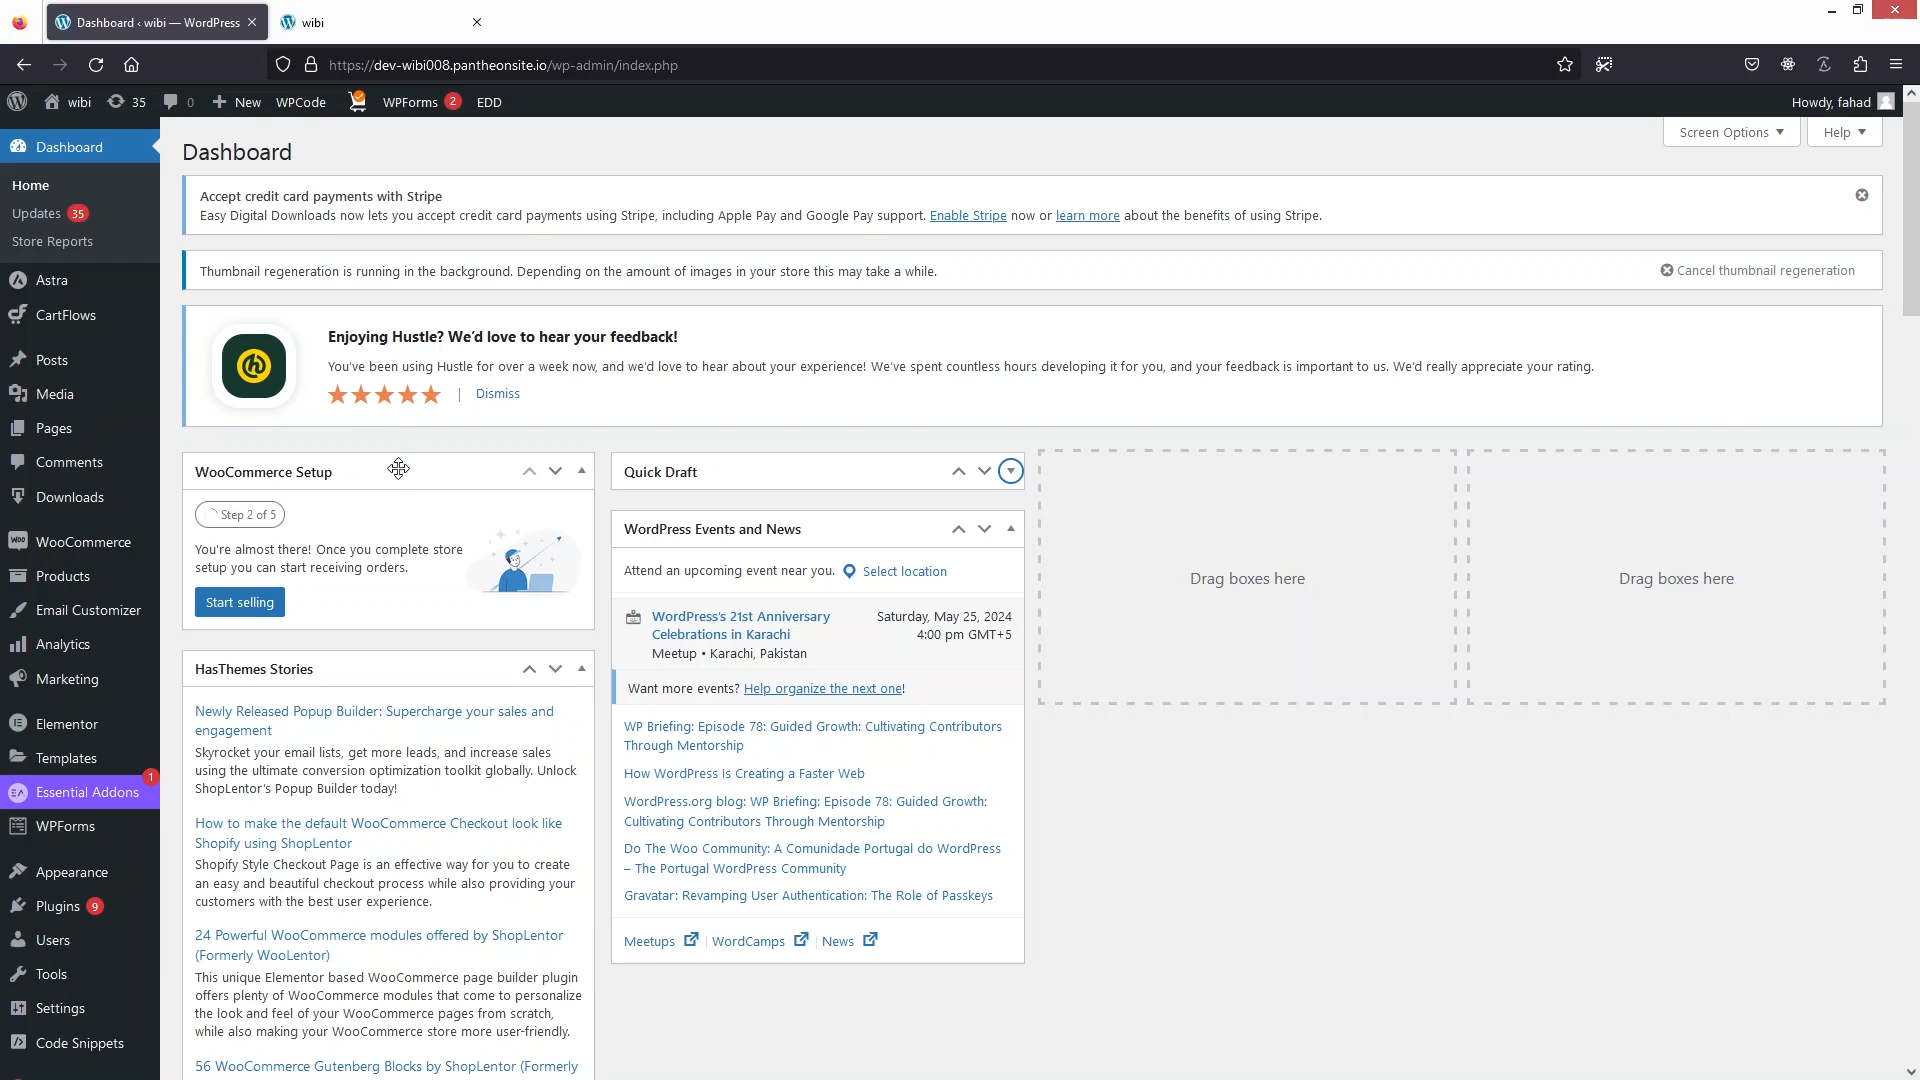 Dashboard ‹ wibi — WordPress
wibi
https://dev-wibi008.pantheonsite.io/wp-admin/index.php
wibi
35
0
New
WPCode
WPForms 2
EDD
Howdy, fahad
Dashboard
Home
Updates 35
Store Reports
Astra
CartFlows
Posts
Media
Pages
Comments
Downloads
WooCommerce
Products
Email Customizer
Analytics
Marketing
Elementor
Templates
Essential Addons
1
WPForms
Appearance
Plugins 9
Users
Tools
Settings
Code Snippets
Screen Options
Help
Dashboard
Accept credit card payments with Stripe
Easy Digital Downloads now lets you accept credit card payments using Stripe, including Apple Pay and Google Pay support. Enable Stripe now or learn more about the benefits of using Stripe.
Thumbnail regeneration is running in the background. Depending on the amount of images in your store this may take a while.
Cancel thumbnail regeneration
Enjoying Hustle? We’d love to hear your feedback!
You’ve been using Hustle for over a week now, and we’d love to hear about your experience! We’ve spent countless hours developing it for you, and your feedback is important to us. We’d really appreciate your rating.
| Dismiss
WooCommerce Setup
Step 2 of 5
You're almost there! Once you complete store
setup you can start receiving orders.
Start selling
HasThemes Stories
Newly Released Popup Builder: Supercharge your sales and
engagement
Skyrocket your email lists, get more leads, and increase sales
using the ultimate conversion optimization toolkit globally. Unlock
ShopLentor’s Popup Builder today!
How to make the default WooCommerce Checkout look like
Shopify using ShopLentor
Shopify Style Checkout Page is an effective way for you to create
an easy and beautiful checkout process while also providing your
customers with the best user experience.
24 Powerful WooCommerce modules offered by ShopLentor
(Formerly WooLentor)
This unique Elementor based WooCommerce page builder plugin
offers plenty of WooCommerce modules that come to personalize
the look and feel of your WooCommerce pages from scratch,
while also making your WooCommerce store more user-friendly.
56 WooCommerce Gutenberg Blocks by ShopLentor (Formerly
Quick Draft
WordPress Events and News
Attend an upcoming event near you.
Select location
WordPress's 21st Anniversary
Celebrations in Karachi
Meetup • Karachi, Pakistan
Saturday, May 25, 2024
4:00 pm GMT+5
Want more events? Help organize the next one!
WP Briefing: Episode 78: Guided Growth: Cultivating Contributors
Through Mentorship
How WordPress Is Creating a Faster Web
WordPress.org blog: WP Briefing: Episode 78: Guided Growth:
Cultivating Contributors Through Mentorship
Do The Woo Community: A Comunidade Portugal do WordPress
– The Portugal WordPress Community
Gravatar: Revamping User Authentication: The Role of Passkeys
Meetups | WordCamps | News
Drag boxes here
Drag boxes here